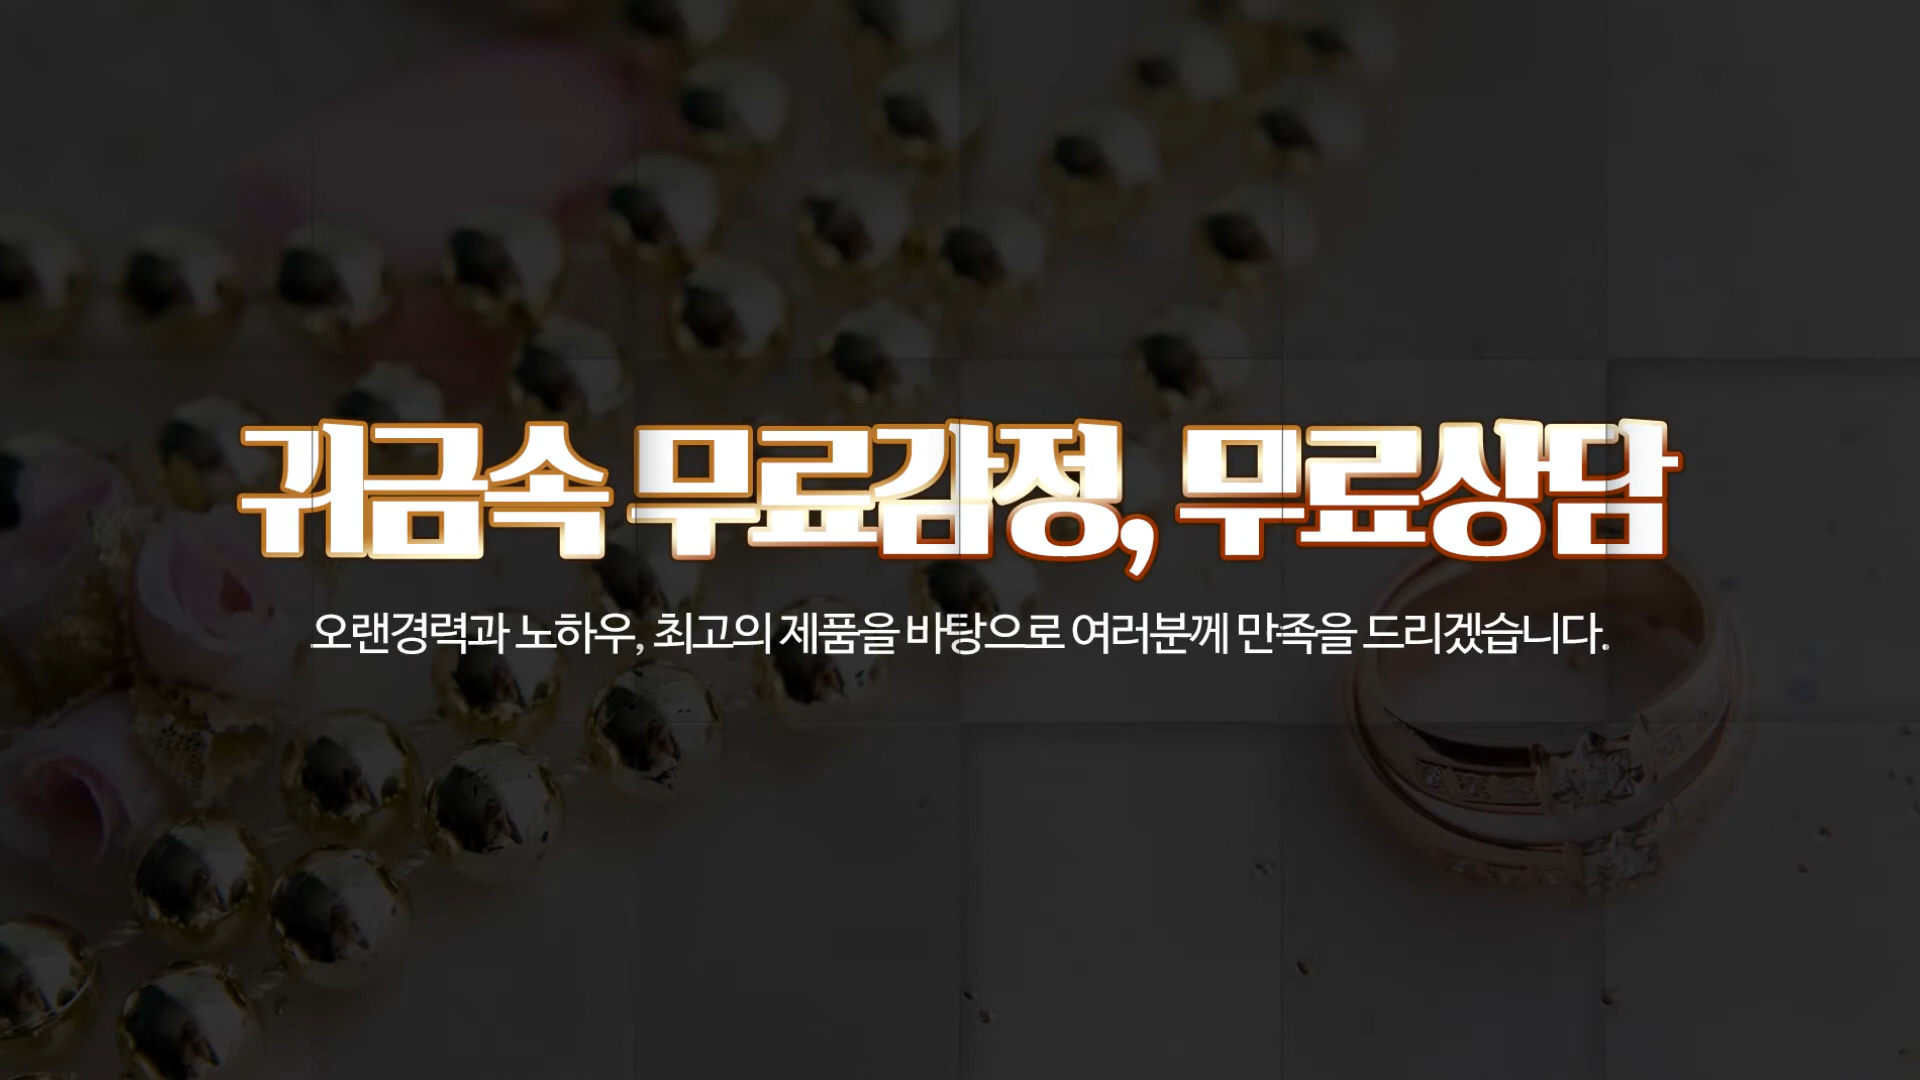 귀금속 무료감정, 무료상담
오랜경력과 노하우, 최고의 제품을 바탕으로 여러분께 만족을 드리겠습니다.